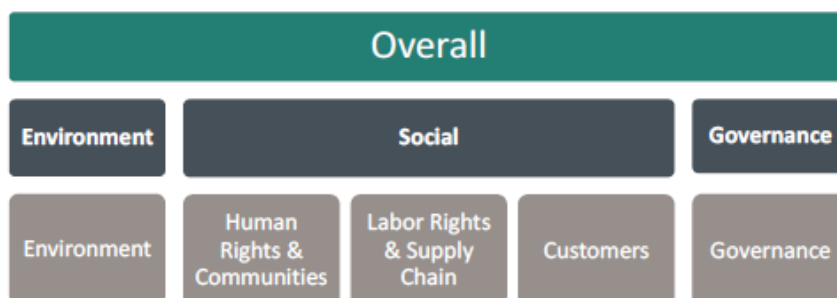 Overall
Environment
Social
Governance
Environment
Human
Rights &
Communities
Labor Rights
& Supply
Chain
Customers
Governance